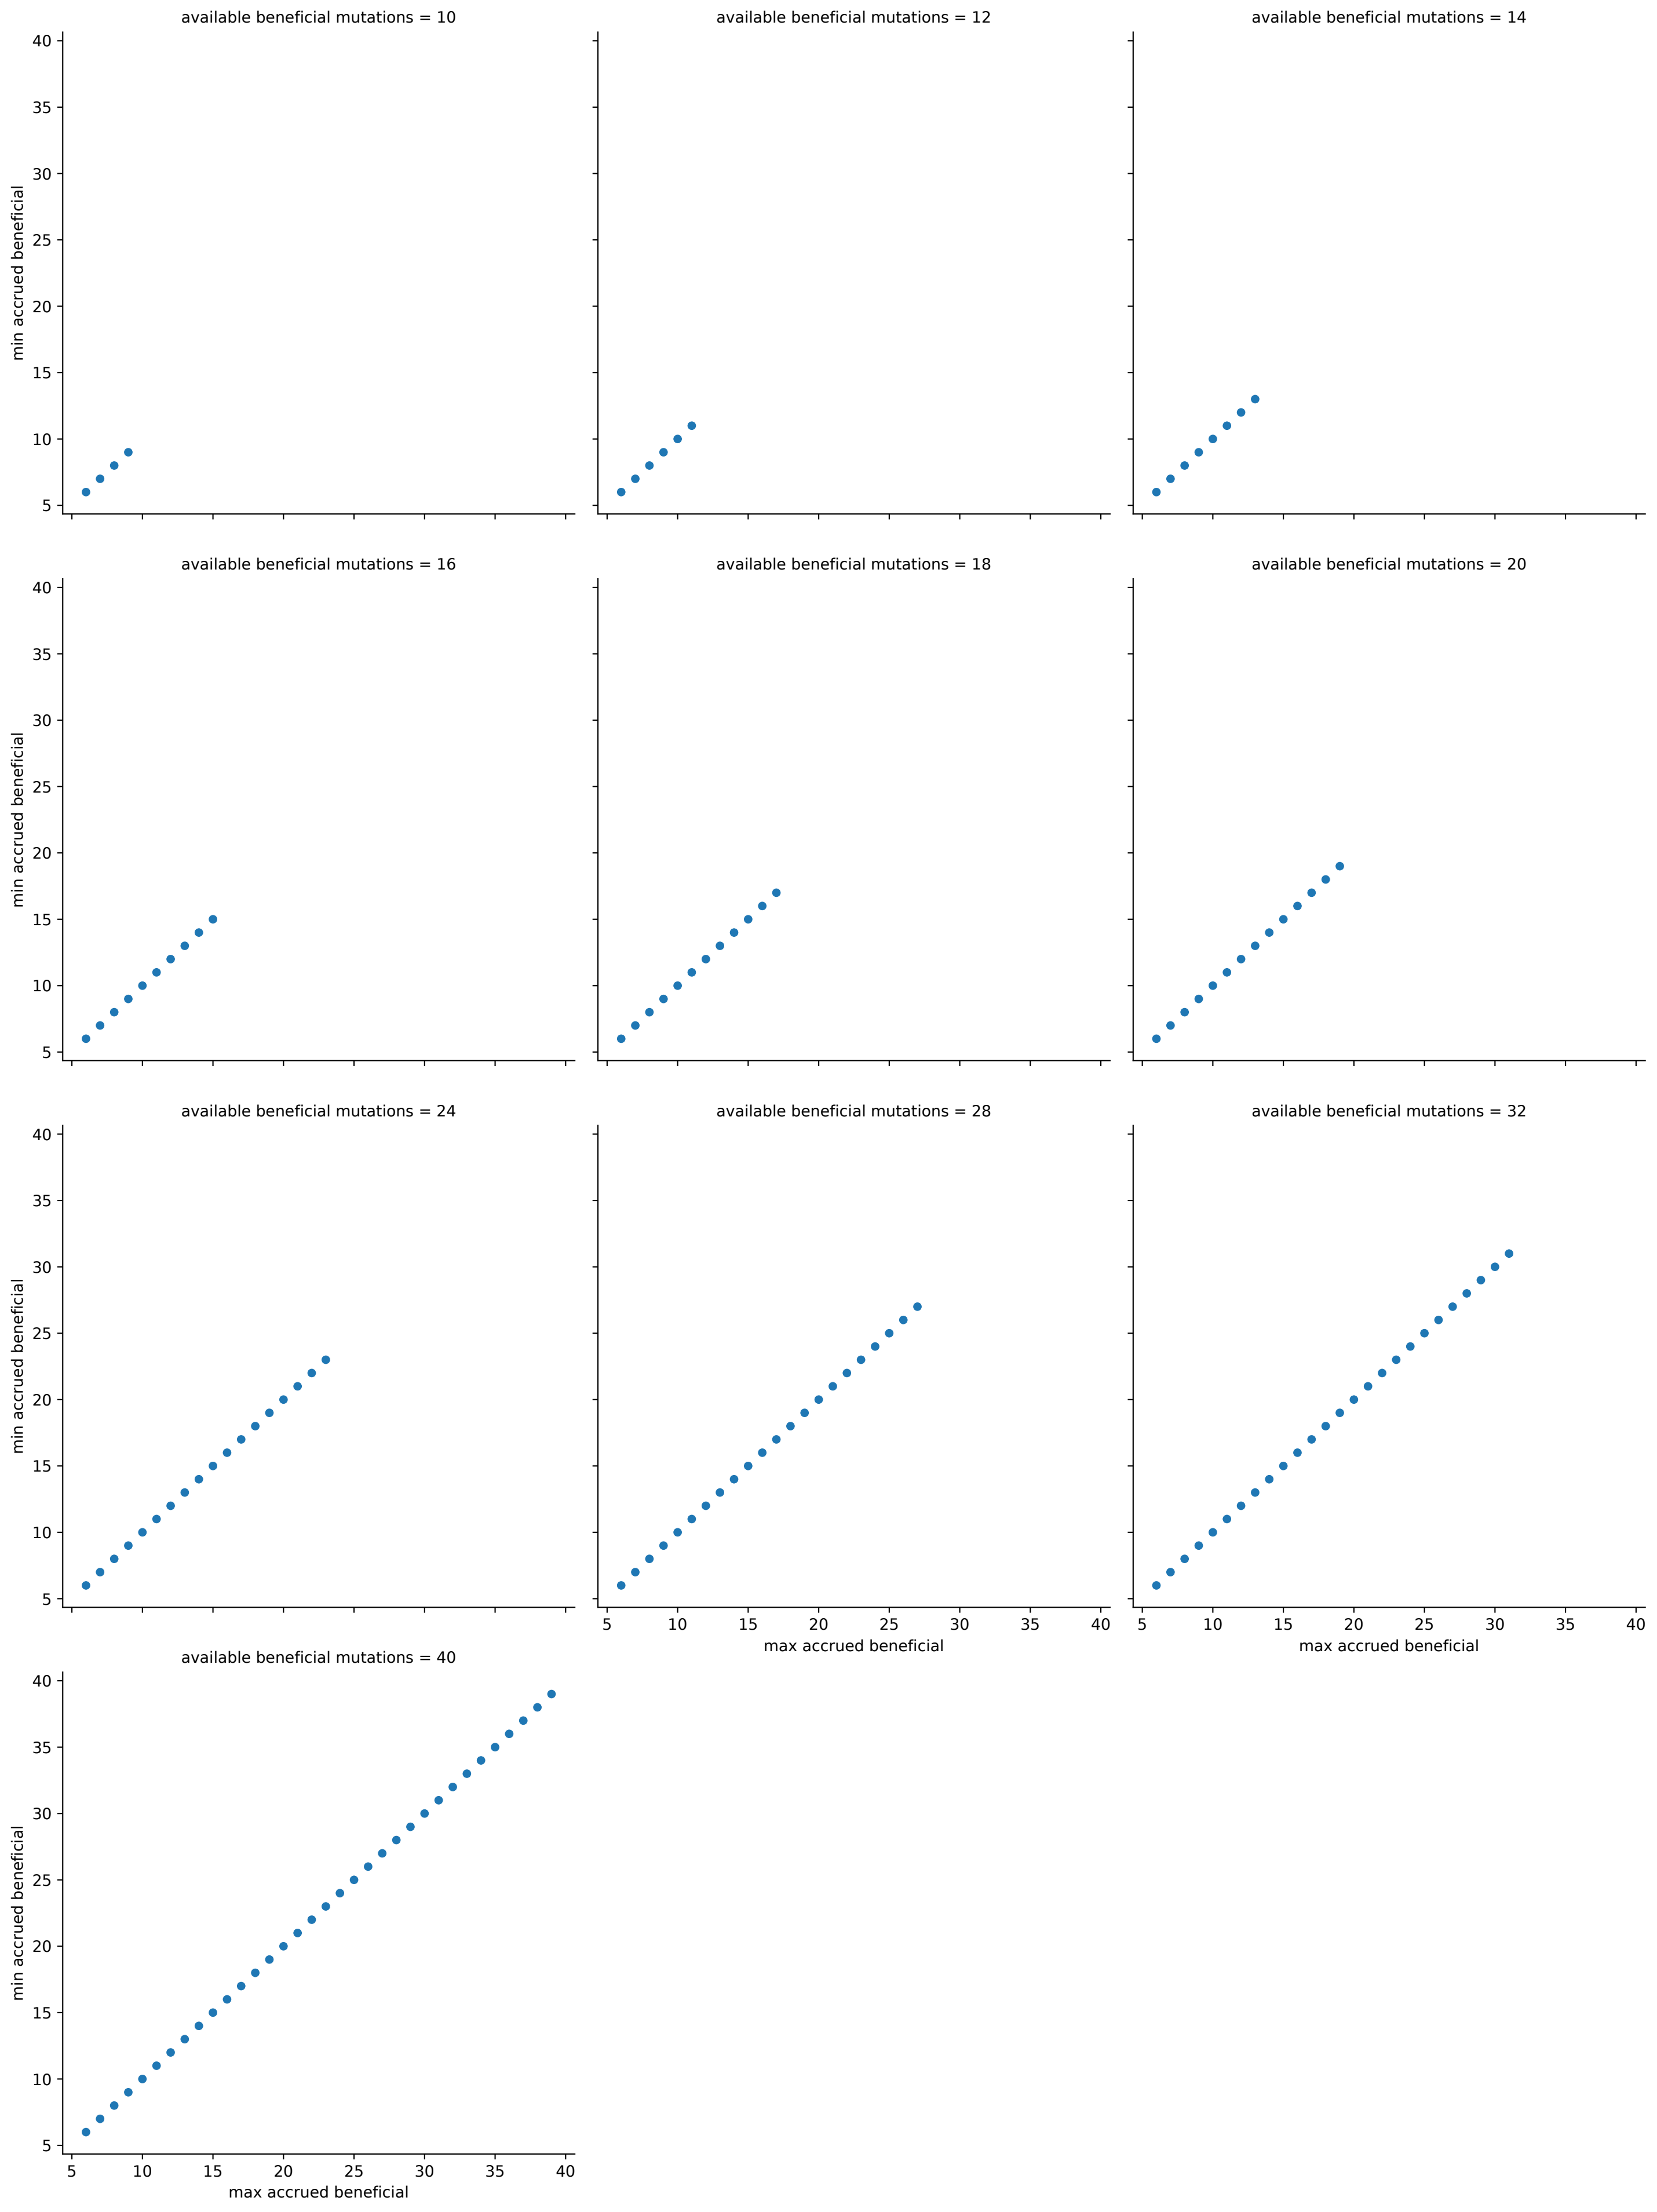 available beneficial mutations = 10
available beneficial mutations = 12
available beneficial mutations = 14
40
35
30
25
20
15
10
5
min accrued beneficial
available beneficial mutations = 16
available beneficial mutations = 18
available beneficial mutations = 20
40
35
30
25
20
15
10
5
min accrued beneficial
available beneficial mutations = 24
available beneficial mutations = 28
available beneficial mutations = 32
40
35
30
25
20
15
10
5
min accrued beneficial
5 10 15 20 25 30 35 40
max accrued beneficial
5 10 15 20 25 30 35 40
max accrued beneficial
available beneficial mutations = 40
40
35
30
25
20
15
10
5
min accrued beneficial
5 10 15 20 25 30 35 40
max accrued beneficial